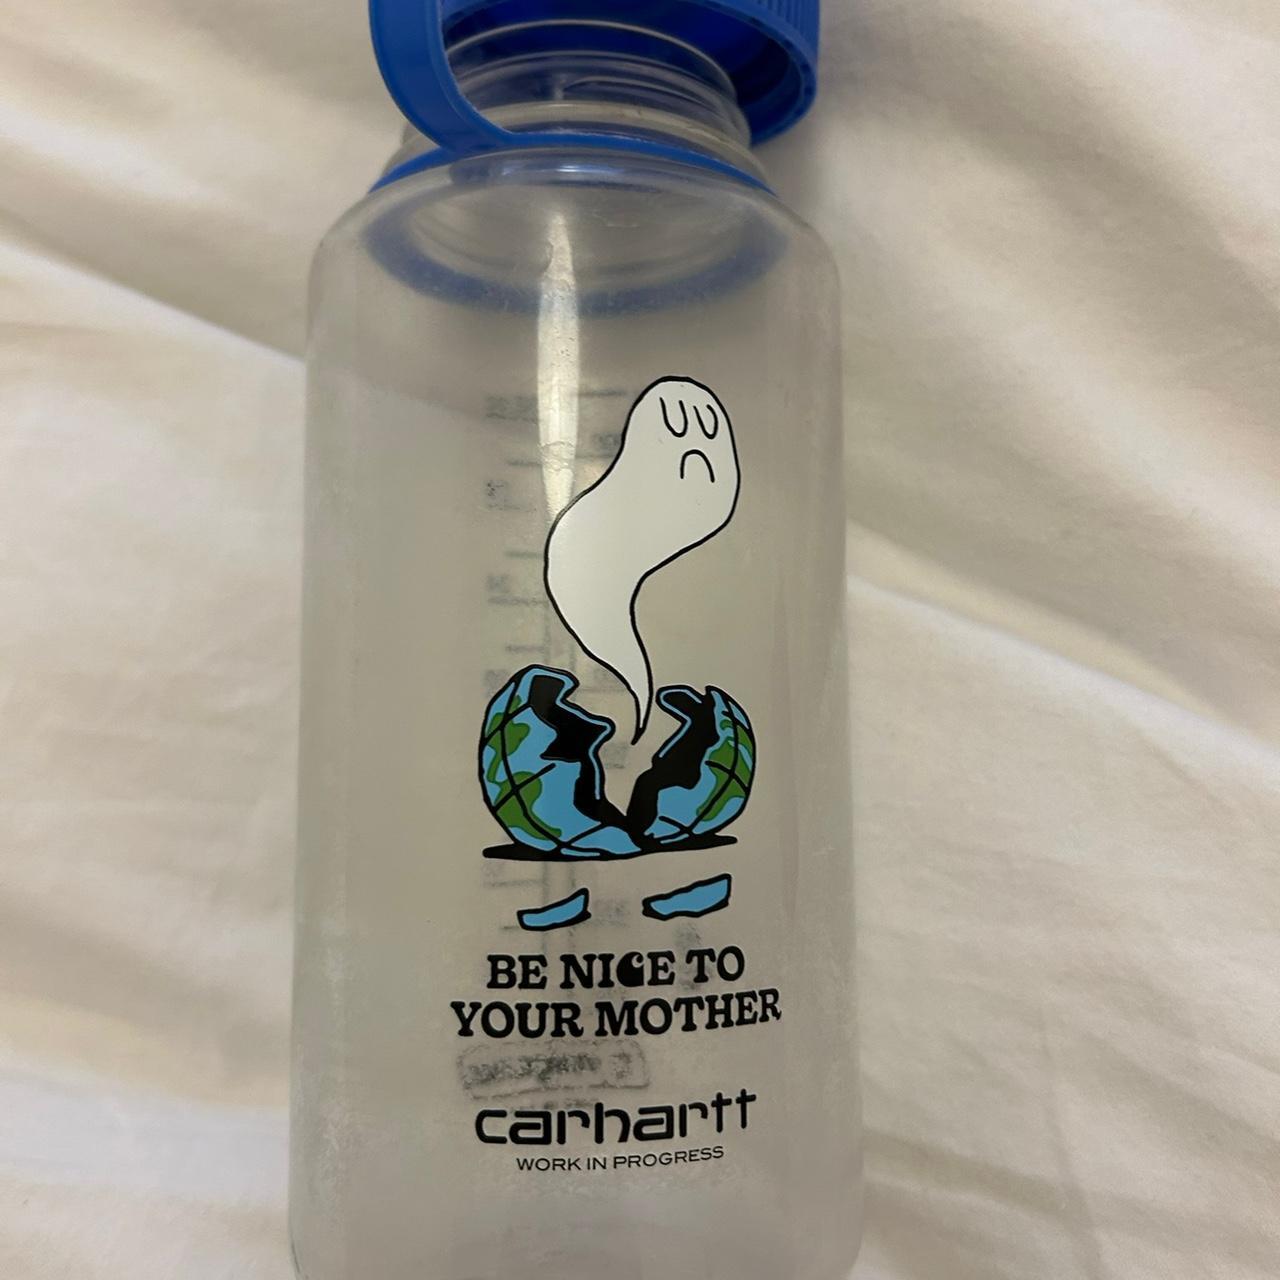 BE NICE TO
YOUR MOTHER
carhartt
WORK IN PROGRESS